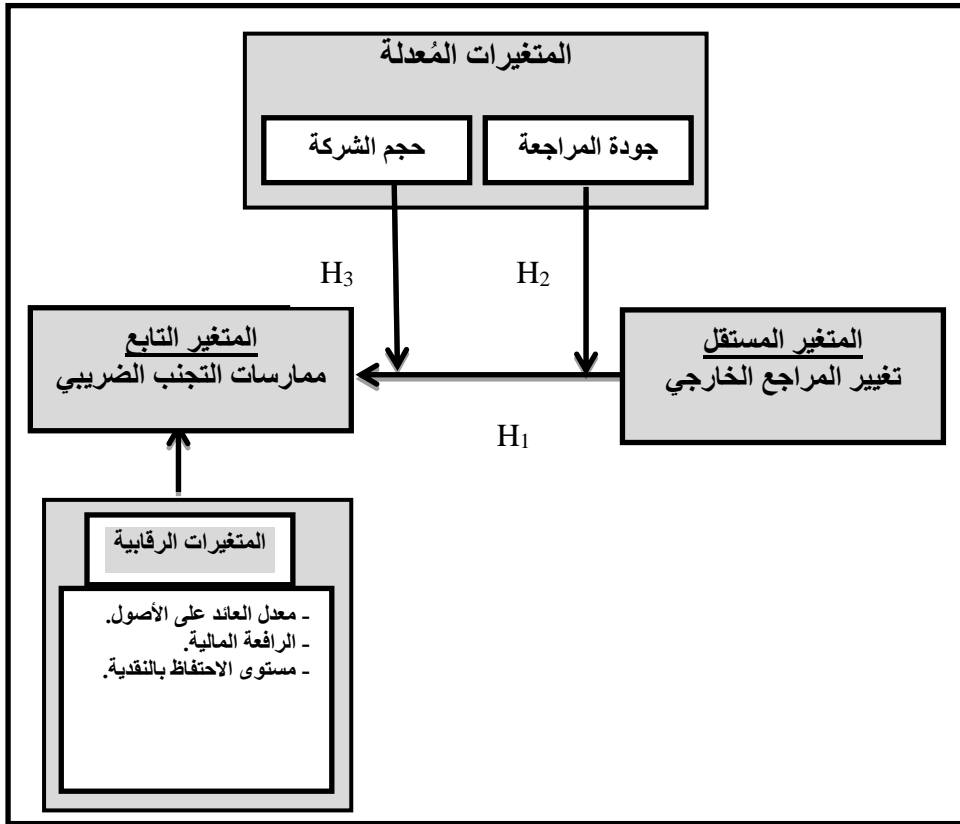 المتغيرات المُعدلة
جودة المراجعة
حجم الشركة
H2
H3
المتغير المستقل
تغيير المراجع الخارجي
المتغير التابع
ممارسات التجنب الضريبي
H1
المتغيرات الرقابية
- معدل العائد على الأصول.
- الرافعة المالية.
- مستوى الاحتفاظ بالنقدية.